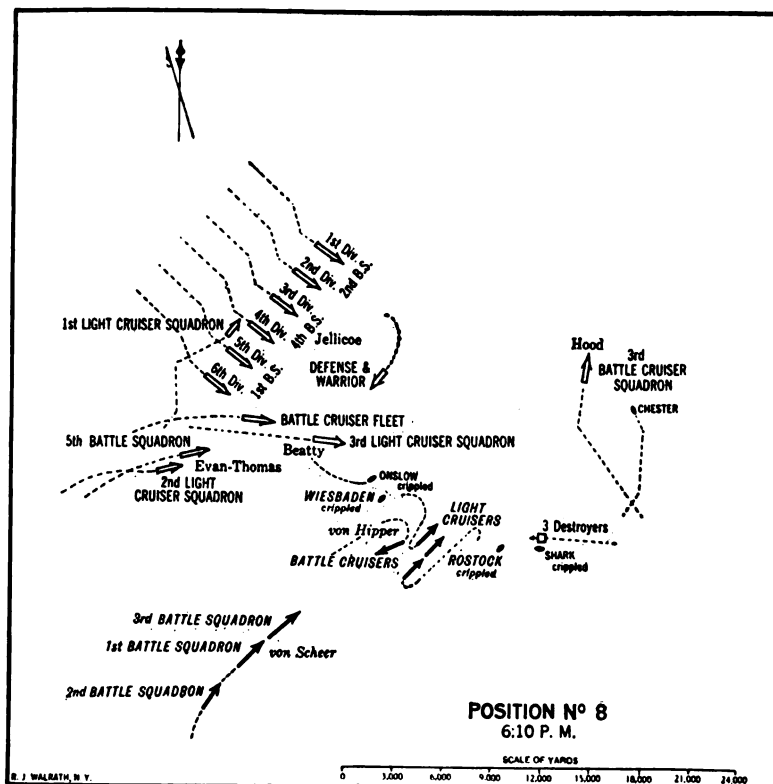 1st Div.
2nd Div.
2nd B.S.
3rd Div.
4th Div.
4th B.S.
1st LIGHT CRUISER SQUADRON
Jellicoe
5th Div.
6th Div.
1st B.S.
DEFENSE &
WARRIOR
Hood
3rd
BATTLE CRUISER
SQUADRON
CHESTER
BATTLE CRUISER FLEET
5th BATTLE SQUADRON
3rd LIGHT CRUISER SQUADRON
Beatty
Evan-Thomas
2nd LIGHT
CRUISER SQUADRON
ONSLOW
crippled
WIESBADEN
crippled
LIGHT
CRUISERS
von Hipper
BATTLE CRUISERS
ROSTOCK
crippled
3 Destroyers
SHARK
crippled
3rd BATTLE SQUADRON
1st BATTLE SQUADRON
von Scheer
2nd BATTLE SQUADBON
POSITION Nº 8
6:10 P. M.
SCALE OF YARDS
0 3,000 6,000 9,000 12,000 15,000 18,000 21,000 24,000
R. J. WALRATH, N. Y.